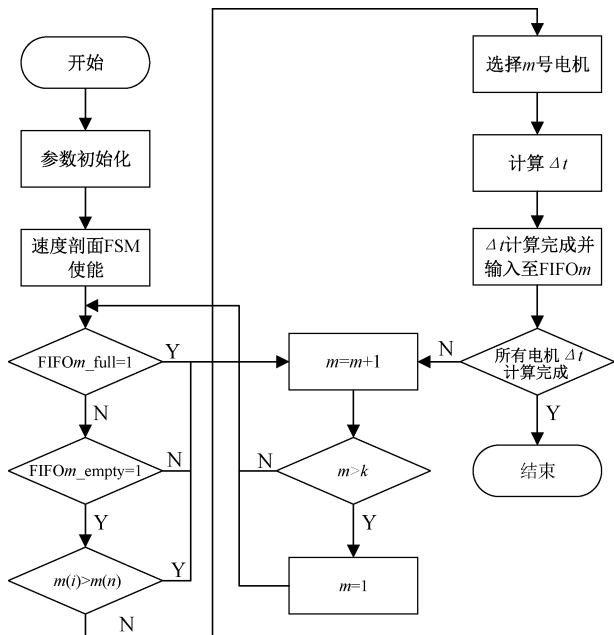 开始
参数初始化
速度剖面FSM
使能
FIFOm_full=1
Y
N
FIFOm_empty=1
N
Y
m(i)>m(n)
Y
N
m=m+1
m>k
N
Y
m=1
选择m号电机
计算 Δt
Δt计算完成并
输入至FIFOm
所有电机 Δt
计算完成
N
Y
结束